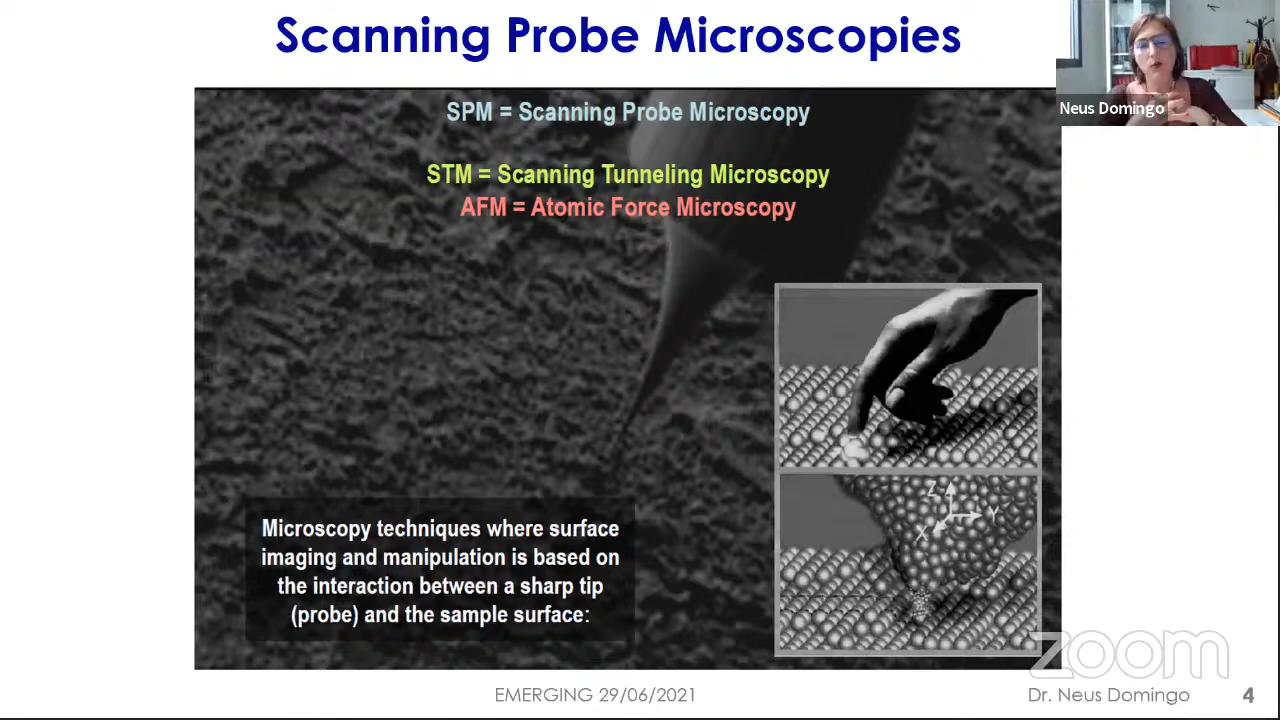 Scanning Probe Microscopies
SPM = Scanning Probe Microscopy
STM = Scanning Tunneling Microscopy
AFM = Atomic Force Microscopy
Neus Domingo
Z
Y
X
Microscopy techniques where surface
imaging and manipulation is based on
the interaction between a sharp tip
(probe) and the sample surface:
zoom
EMERGING 29/06/2021
Dr. Neus Domingo
4